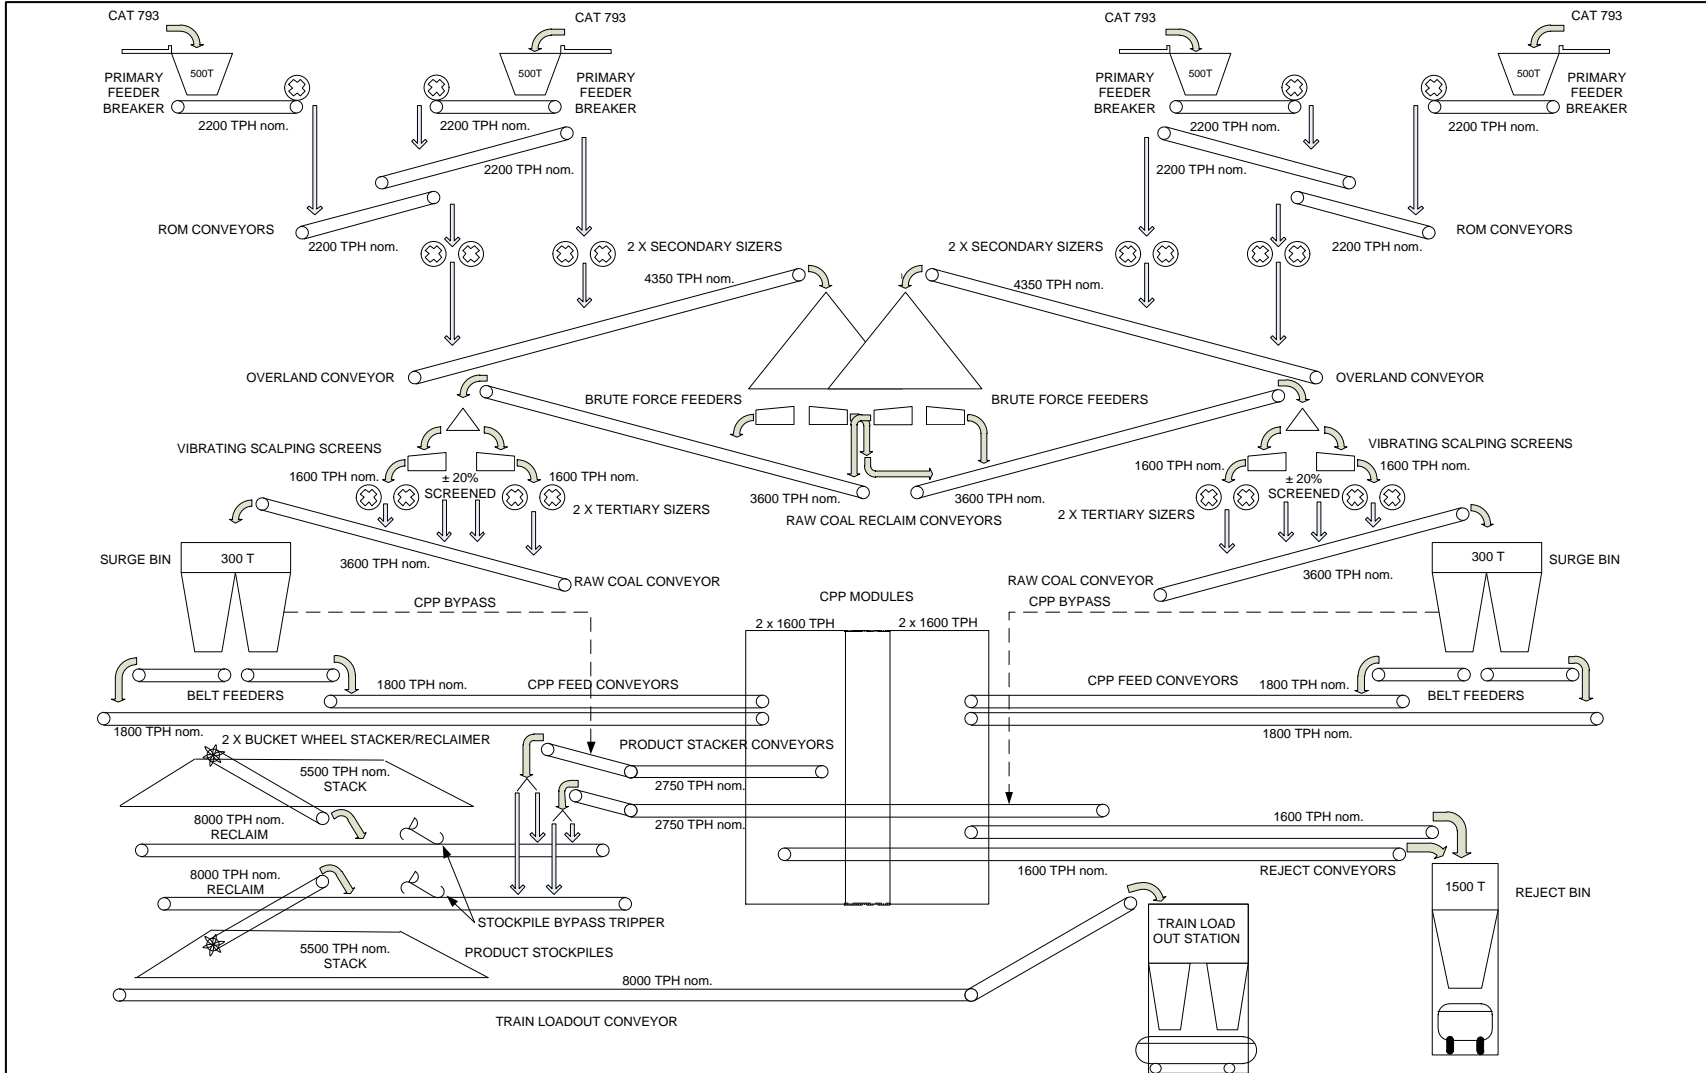 CAT 793
CAT 793
CAT 793
CAT 793
500T
500T
500T
500T
PRIMARY
FEEDER
BREAKER
PRIMARY
FEEDER
BREAKER
PRIMARY
FEEDER
BREAKER
PRIMARY
FEEDER
BREAKER
2200 TPH nom.
2200 TPH nom.
2200 TPH nom.
2200 TPH nom.
2200 TPH nom.
2200 TPH nom.
ROM CONVEYORS
2200 TPH nom.
2200 TPH nom.
ROM CONVEYORS
2 X SECONDARY SIZERS
2 X SECONDARY SIZERS
4350 TPH nom.
4350 TPH nom.
OVERLAND CONVEYOR
OVERLAND CONVEYOR
BRUTE FORCE FEEDERS
BRUTE FORCE FEEDERS
VIBRATING SCALPING SCREENS
VIBRATING SCALPING SCREENS
1600 TPH nom.
± 20%
SCREENED
1600 TPH nom.
1600 TPH nom.
± 20%
SCREENED
1600 TPH nom.
3600 TPH nom.
3600 TPH nom.
2 X TERTIARY SIZERS
RAW COAL RECLAIM CONVEYORS
2 X TERTIARY SIZERS
SURGE BIN
300 T
3600 TPH nom.
RAW COAL CONVEYOR
RAW COAL CONVEYOR
3600 TPH nom.
300 T
SURGE BIN
CPP BYPASS
CPP MODULES
CPP BYPASS
2 x 1600 TPH
2 x 1600 TPH
BELT FEEDERS
1800 TPH nom.
CPP FEED CONVEYORS
CPP FEED CONVEYORS
1800 TPH nom.
BELT FEEDERS
1800 TPH nom.
1800 TPH nom.
2 X BUCKET WHEEL STACKER/RECLAIMER
PRODUCT STACKER CONVEYORS
5500 TPH nom.
STACK
2750 TPH nom.
8000 TPH nom.
RECLAIM
2750 TPH nom.
1600 TPH nom.
8000 TPH nom.
RECLAIM
1600 TPH nom.
REJECT CONVEYORS
1500 T
REJECT BIN
STOCKPILE BYPASS TRIPPER
5500 TPH nom.
STACK
PRODUCT STOCKPILES
TRAIN LOAD
OUT STATION
8000 TPH nom.
TRAIN LOADOUT CONVEYOR